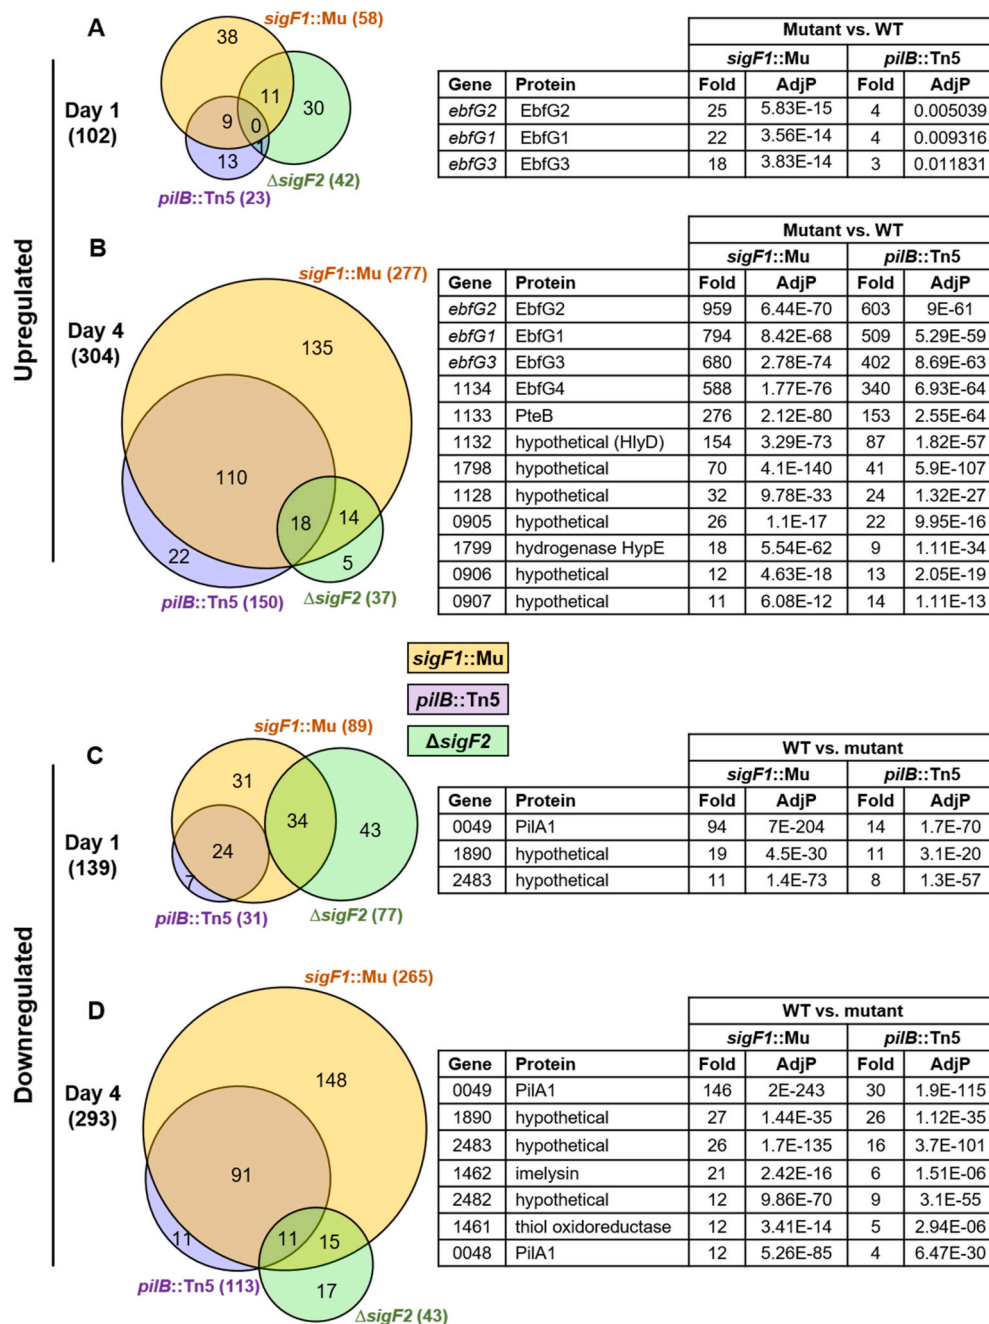 A
Upregulated
Day 1
(102)
sigF1::Mu (58)
38
11
30
9
0
1
13
ΔsigF2 (42)
pilB::Tn5 (23)
Mutant vs. WT
sigF1::Mu pilB::Tn5
Gene Protein Fold AdjP Fold AdjP
ebfG2 EbfG2 25 5.83E-15 4 0.005039
ebfG1 EbfG1 22 3.56E-14 4 0.009316
ebfG3 EbfG3 18 3.83E-14 3 0.011831
B
Day 4
(304)
sigF1::Mu (277)
135
110
18
14
22
5
pilB::Tn5 (150)
ΔsigF2 (37)
Mutant vs. WT
sigF1::Mu pilB::Tn5
Gene Protein Fold AdjP Fold AdjP
ebfG2 EbfG2 959 6.44E-70 603 9E-61
ebfG1 EbfG1 794 8.42E-68 509 5.29E-59
ebfG3 EbfG3 680 2.78E-74 402 8.69E-63
1134 EbfG4 588 1.77E-76 340 6.93E-64
1133 PteB 276 2.12E-80 153 2.55E-64
1132 hypothetical (HlyD) 154 3.29E-73 87 1.82E-57
1798 hypothetical 70 4.1E-140 41 5.9E-107
1128 hypothetical 32 9.78E-33 24 1.32E-27
0905 hypothetical 26 1.1E-17 22 9.95E-16
1799 hydrogenase HypE 18 5.54E-62 9 1.11E-34
0906 hypothetical 12 4.63E-18 13 2.05E-19
0907 hypothetical 11 6.08E-12 14 1.11E-13
sigF1::Mu
pilB::Tn5
ΔsigF2
C
Downregulated
Day 1
(139)
sigF1::Mu (89)
31
34
43
24
7
pilB::Tn5 (31)
ΔsigF2 (77)
WT vs. mutant
sigF1::Mu pilB::Tn5
Gene Protein Fold AdjP Fold AdjP
0049 PilA1 94 7E-204 14 1.7E-70
1890 hypothetical 19 4.5E-30 11 3.1E-20
2483 hypothetical 11 1.4E-73 8 1.3E-57
D
Day 4
(293)
sigF1::Mu (265)
148
91
11
11
15
17
pilB::Tn5 (113)
ΔsigF2 (43)
WT vs. mutant
sigF1::Mu pilB::Tn5
Gene Protein Fold AdjP Fold AdjP
0049 PilA1 146 2E-243 30 1.9E-115
1890 hypothetical 27 1.44E-35 26 1.12E-35
2483 hypothetical 26 1.7E-135 16 3.7E-101
1462 imelysin 21 2.42E-16 6 1.51E-06
2482 hypothetical 12 9.86E-70 9 3.1E-55
1461 thiol oxidoreductase 12 3.41E-14 5 2.94E-06
0048 PilA1 12 5.26E-85 4 6.47E-30